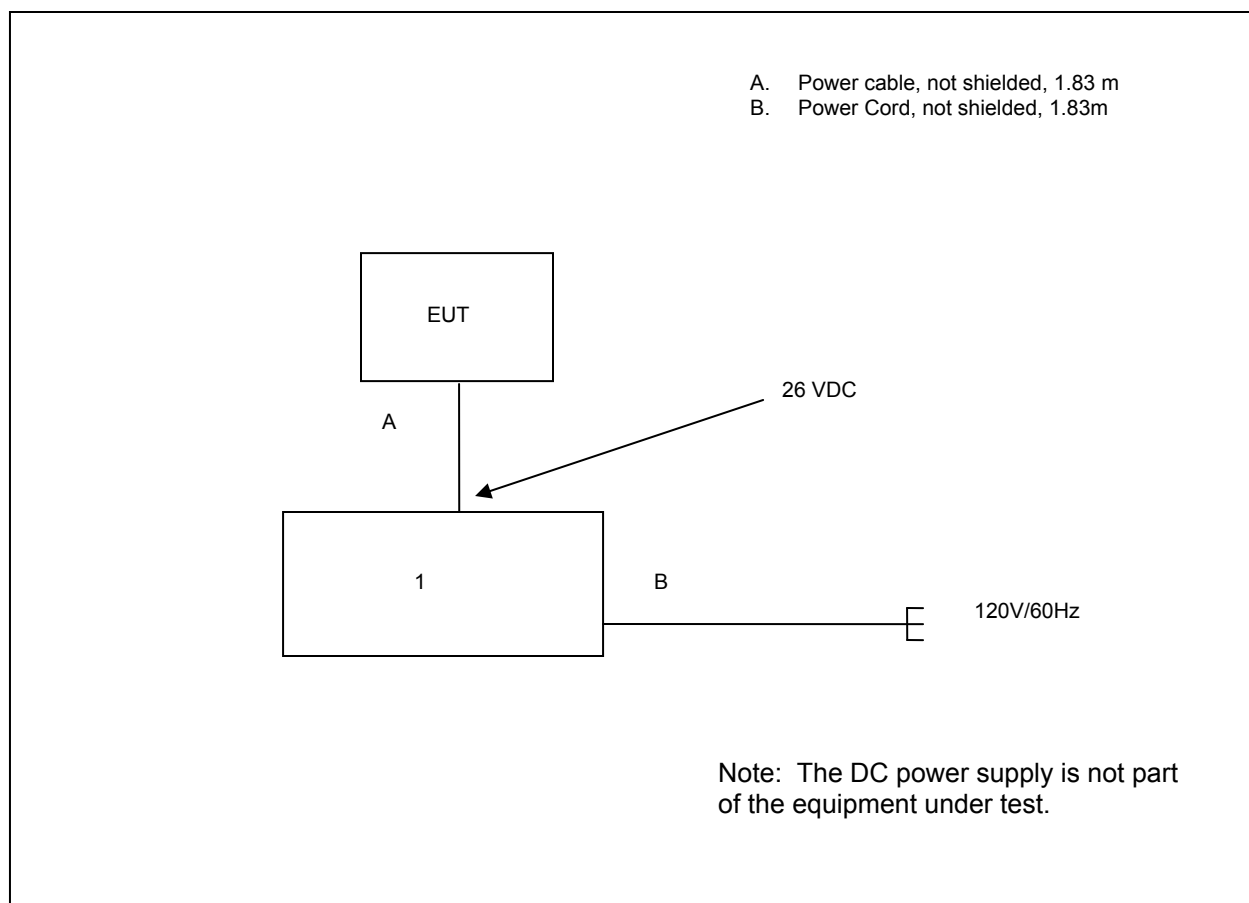 A. Power cable, not shielded, 1.83 m
B. Power Cord, not shielded, 1.83m
EUT
26 VDC
A
1
B
120V/60Hz
Note: The DC power supply is not part
of the equipment under test.